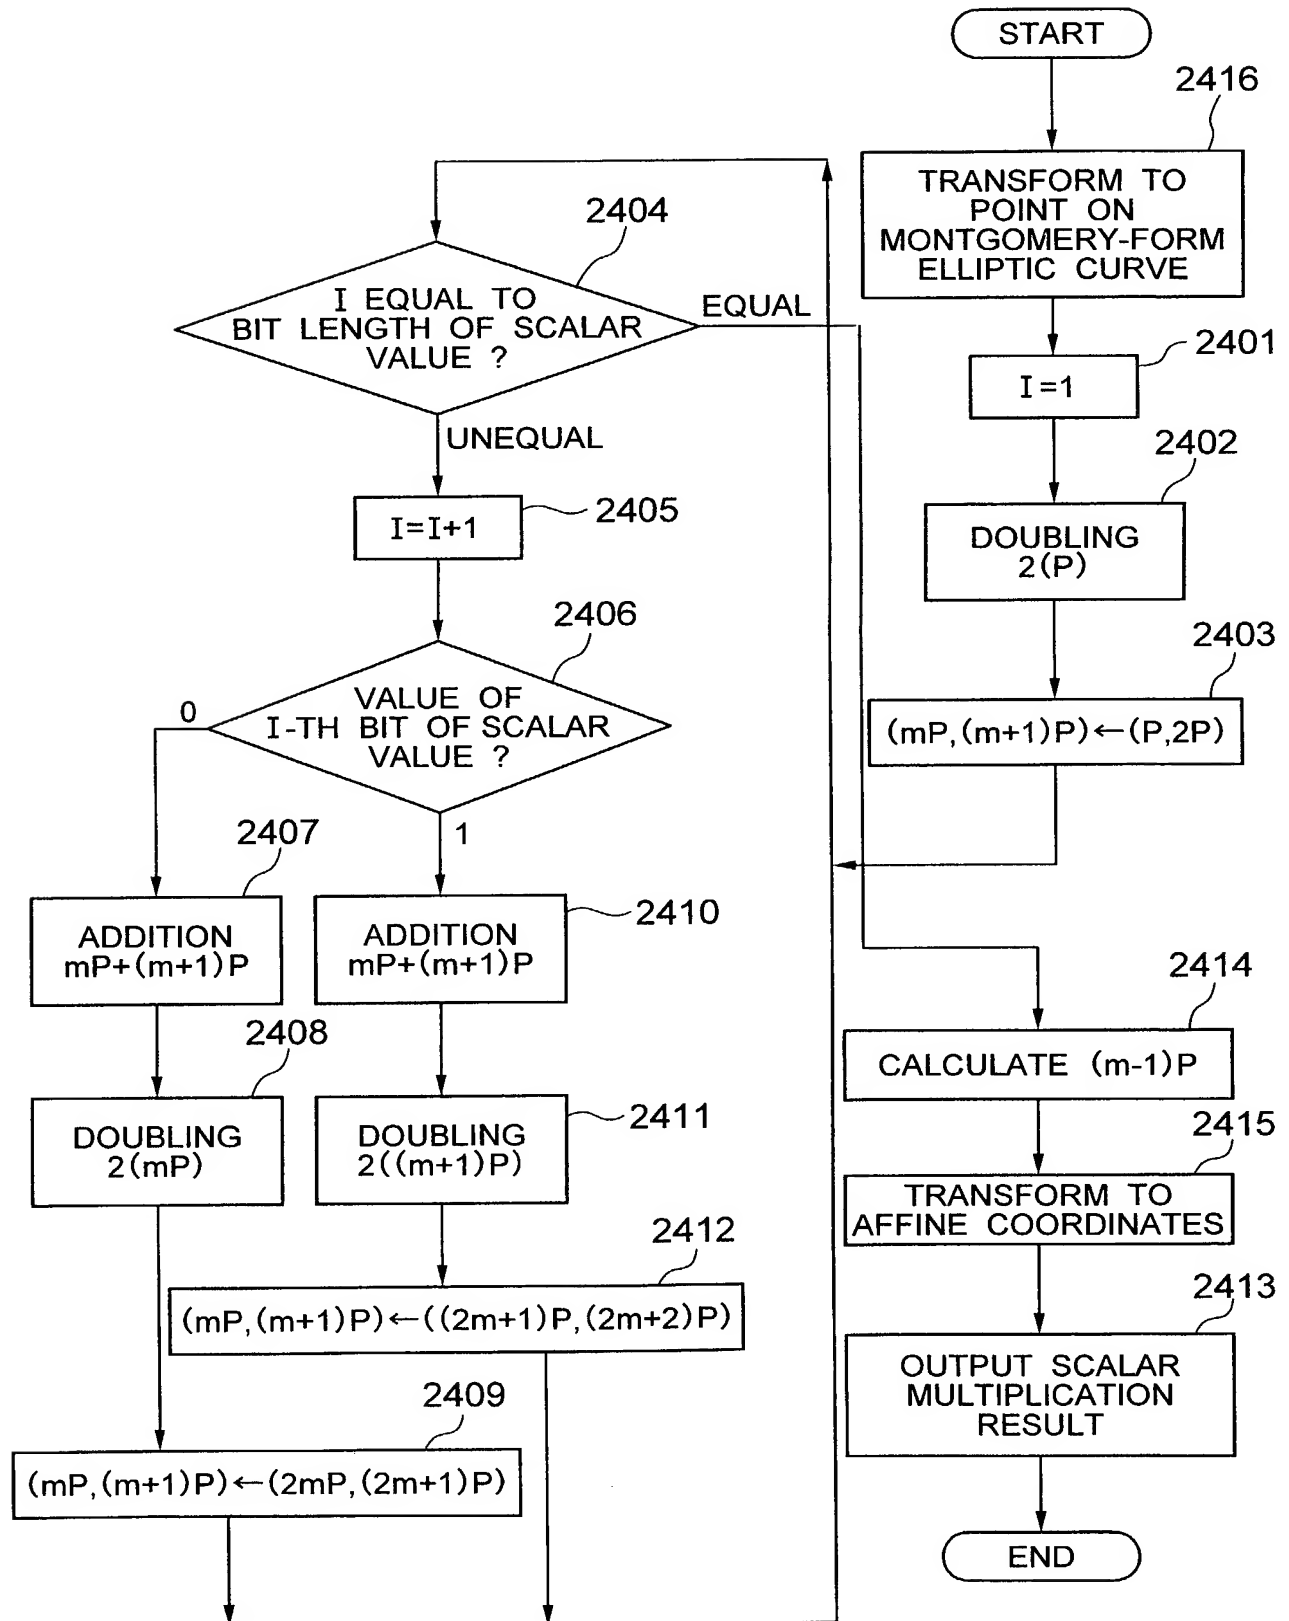 START
2416
TRANSFORM TO
POINT ON
MONTGOMERY-FORM
ELLIPTIC CURVE
2401
I=1
2402
DOUBLING
2(P)
2403
(mP,(m+1)P)←(P,2P)
2404
I EQUAL TO
BIT LENGTH OF SCALAR
VALUE ?
EQUAL
UNEQUAL
2405
I=I+1
2406
VALUE OF
I-TH BIT OF SCALAR
VALUE ?
0
1
2407
ADDITION
mP+(m+1)P
2408
DOUBLING
2(mP)
2409
(mP,(m+1)P)←(2mP,(2m+1)P)
2410
ADDITION
mP+(m+1)P
2411
DOUBLING
2((m+1)P)
2412
(mP,(m+1)P)←((2m+1)P,(2m+2)P)
2414
CALCULATE (m-1)P
2415
TRANSFORM TO
AFFINE COORDINATES
2413
OUTPUT SCALAR
MULTIPLICATION
RESULT
END